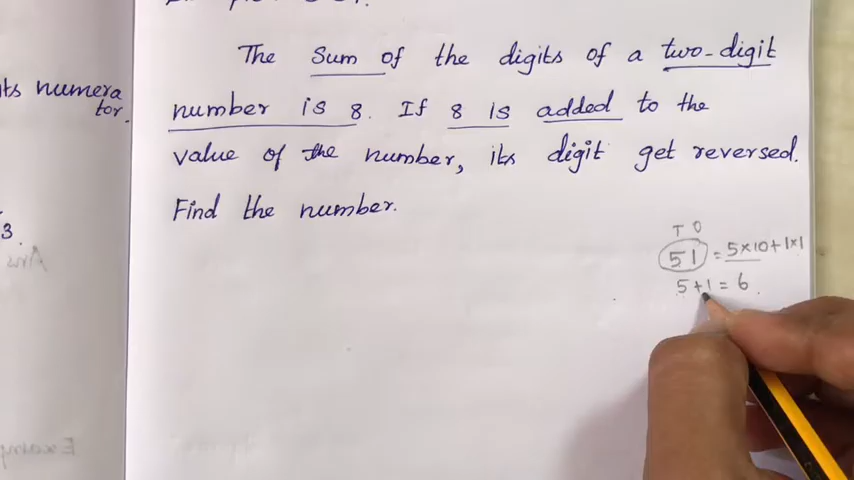 The Sum of the digits of a two-digit
number is 8. If 8 is added to the
value of the number, its digit get reversed.
Find the number.
T O
51 = 5×10+1×1
5+1 = 6
its numera
tor.
3.
Ans